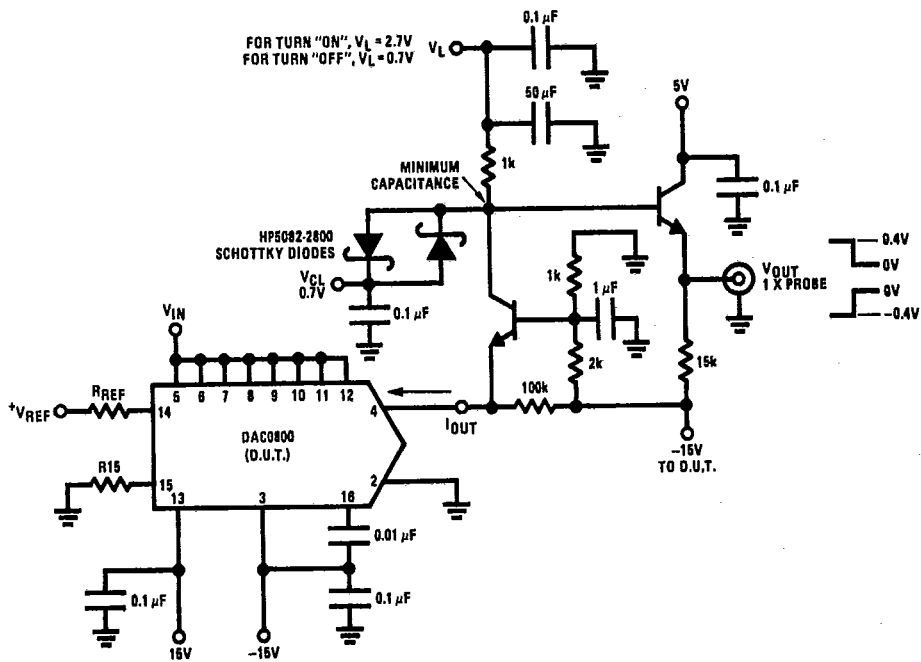 FOR TURN "ON", VL = 2.7V
FOR TURN "OFF", VL = 0.7V
VL
0.1 µF
50 µF
5V
1k
MINIMUM
CAPACITANCE
0.1 µF
HP5082-2800
SCHOTTKY DIODES
VCL
0.7V
0.1 µF
1k
1 µF
2k
VOUT
1 X PROBE
0.4V
0V
0V
-0.4V
VIN
5 6 7 8 9 10 11 12
+VREF
RREF
14
DAC0800
(D.U.T.)
4
IOUT
100k
15k
-15V
TO D.U.T.
R15
15
13
3
16
2
0.01 µF
0.1 µF
0.1 µF
15V
-15V